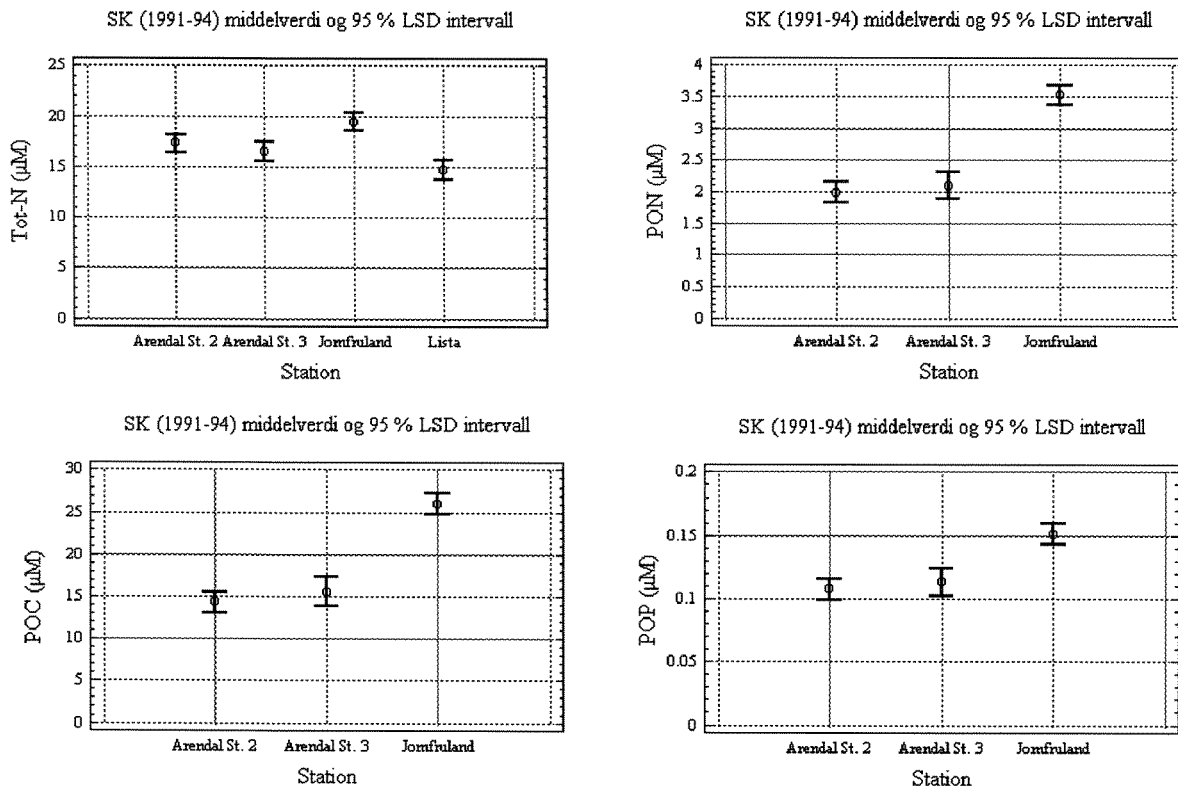 SK (1991-94) middelverdi og 95 % LSD intervall
Tot-N (µM)
25
20
15
10
5
0
Arendal St. 2 Arendal St. 3 Jomfruland Lista
Station
SK (1991-94) middelverdi og 95 % LSD intervall
PON (µM)
4
3.5
3
2.5
2
1.5
1
0.5
0
Arendal St. 2 Arendal St. 3 Jomfruland
Station
SK (1991-94) middelverdi og 95 % LSD intervall
POC (µM)
30
25
20
15
10
5
0
Arendal St. 2 Arendal St. 3 Jomfruland
Station
SK (1991-94) middelverdi og 95 % LSD intervall
POP (µM)
0.2
0.15
0.1
0.05
0
Arendal St. 2 Arendal St. 3 Jomfruland
Station